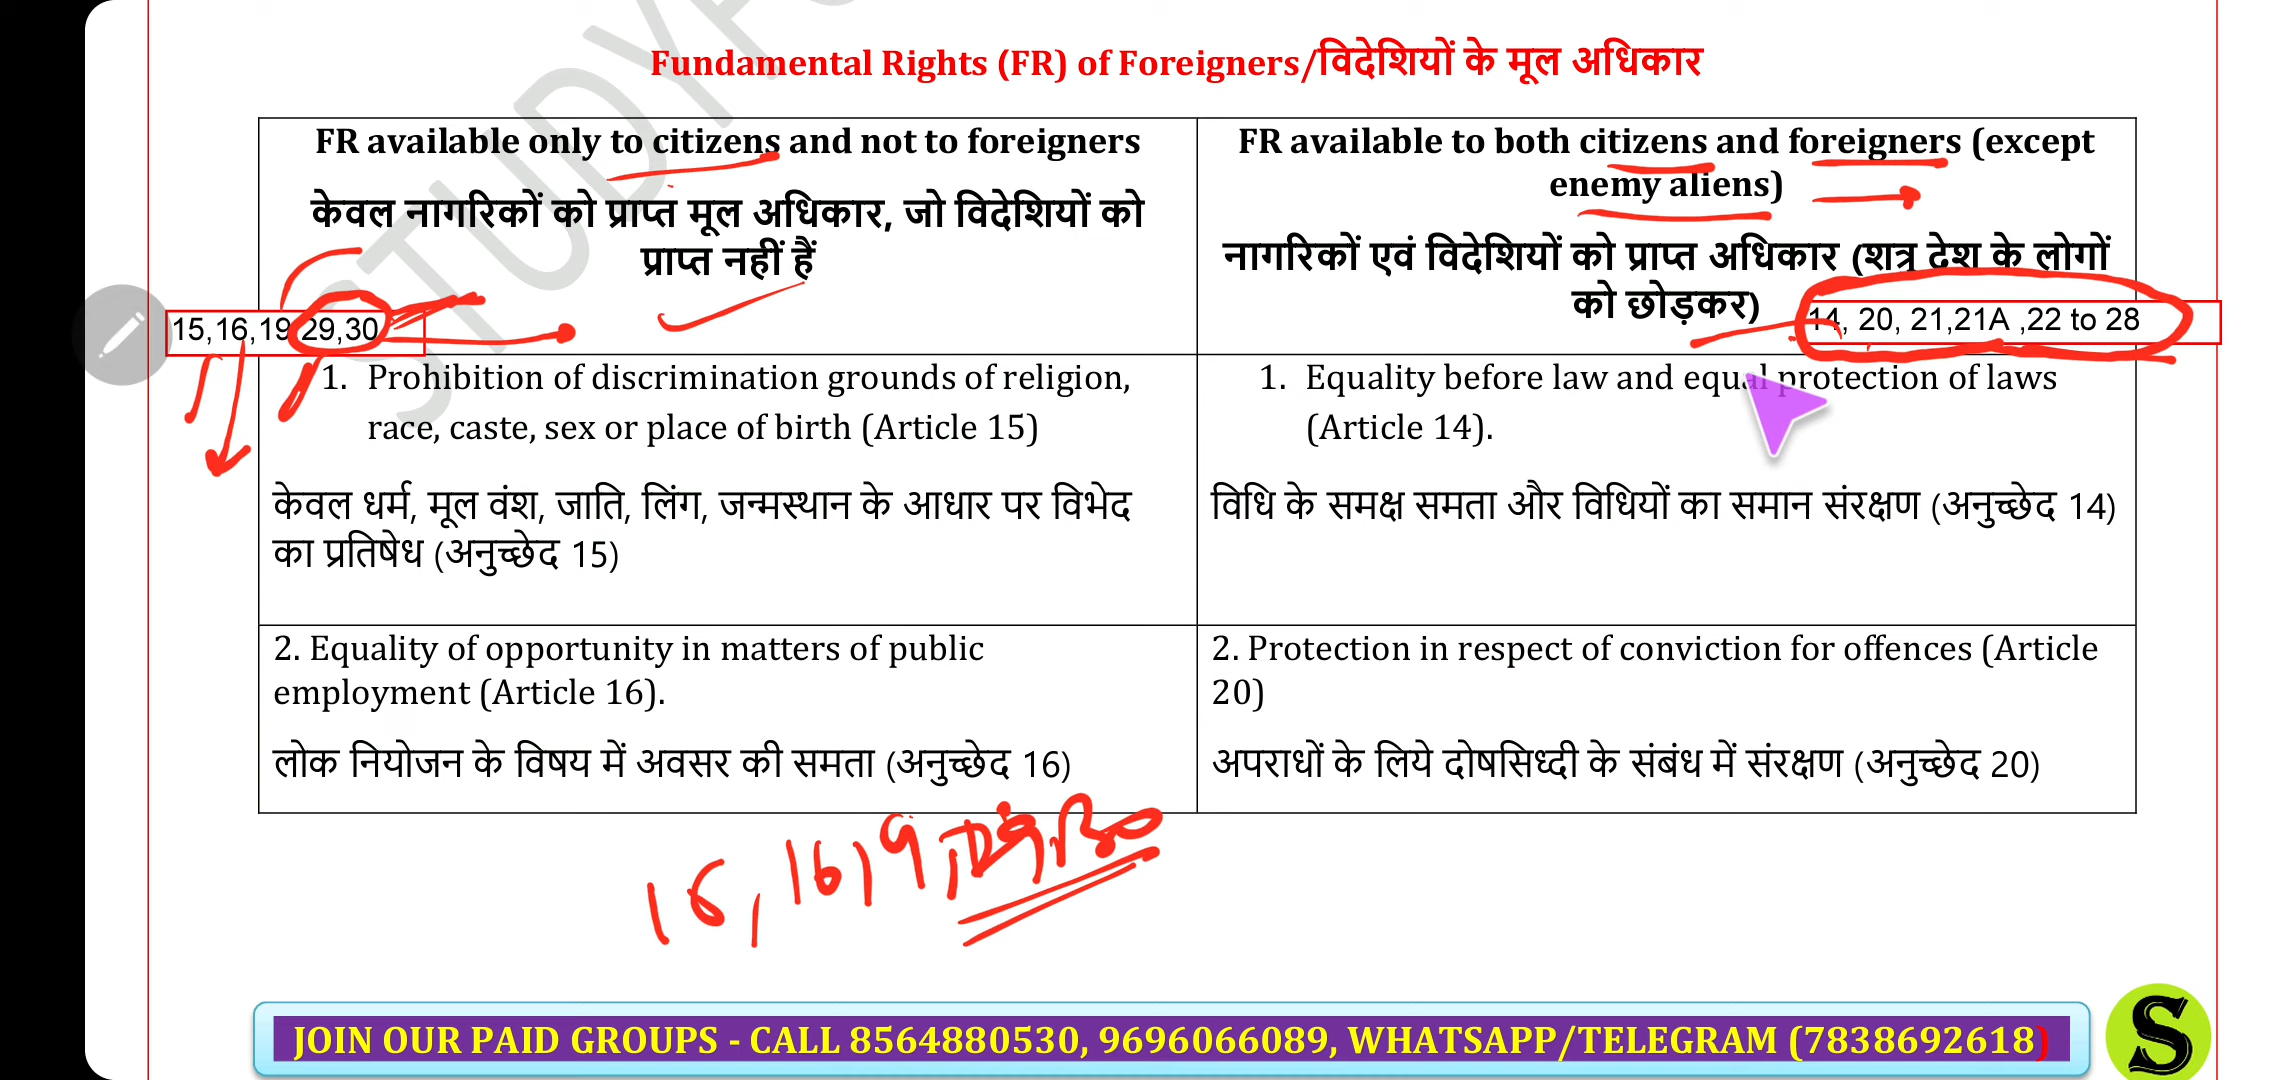 STUDYF
Fundamental Rights (FR) of Foreigners/विदेशियों के मूल अधिकार
FR available only to citizens and not to foreigners
केवल नागरिकों को प्राप्त मूल अधिकार, जो विदेशियों को
प्राप्त नहीं हैं
15,16,19 29,30
1. Prohibition of discrimination grounds of religion,
race, caste, sex or place of birth (Article 15)
केवल धर्म, मूल वंश, जाति, लिंग, जन्मस्थान के आधार पर विभेद
का प्रतिषेध (अनुच्छेद 15)
FR available to both citizens and foreigners (except
enemy aliens)
नागरिकों एवं विदेशियों को प्राप्त अधिकार (शत्रु देश के लोगों
को छोड़कर)
14, 20, 21,21A ,22 to 28
1. Equality before law and equal protection of laws
(Article 14).
विधि के समक्ष समता और विधियों का समान संरक्षण (अनुच्छेद 14)
2. Equality of opportunity in matters of public
employment (Article 16).
लोक नियोजन के विषय में अवसर की समता (अनुच्छेद 16)
2. Protection in respect of conviction for offences (Article
20)
अपराधों के लिये दोषसिध्दी के संबंध में संरक्षण (अनुच्छेद 20)
15, 16, 19,
JOIN OUR PAID GROUPS - CALL 8564880530, 9696066089, WHATSAPP/TELEGRAM (7838692618)
S